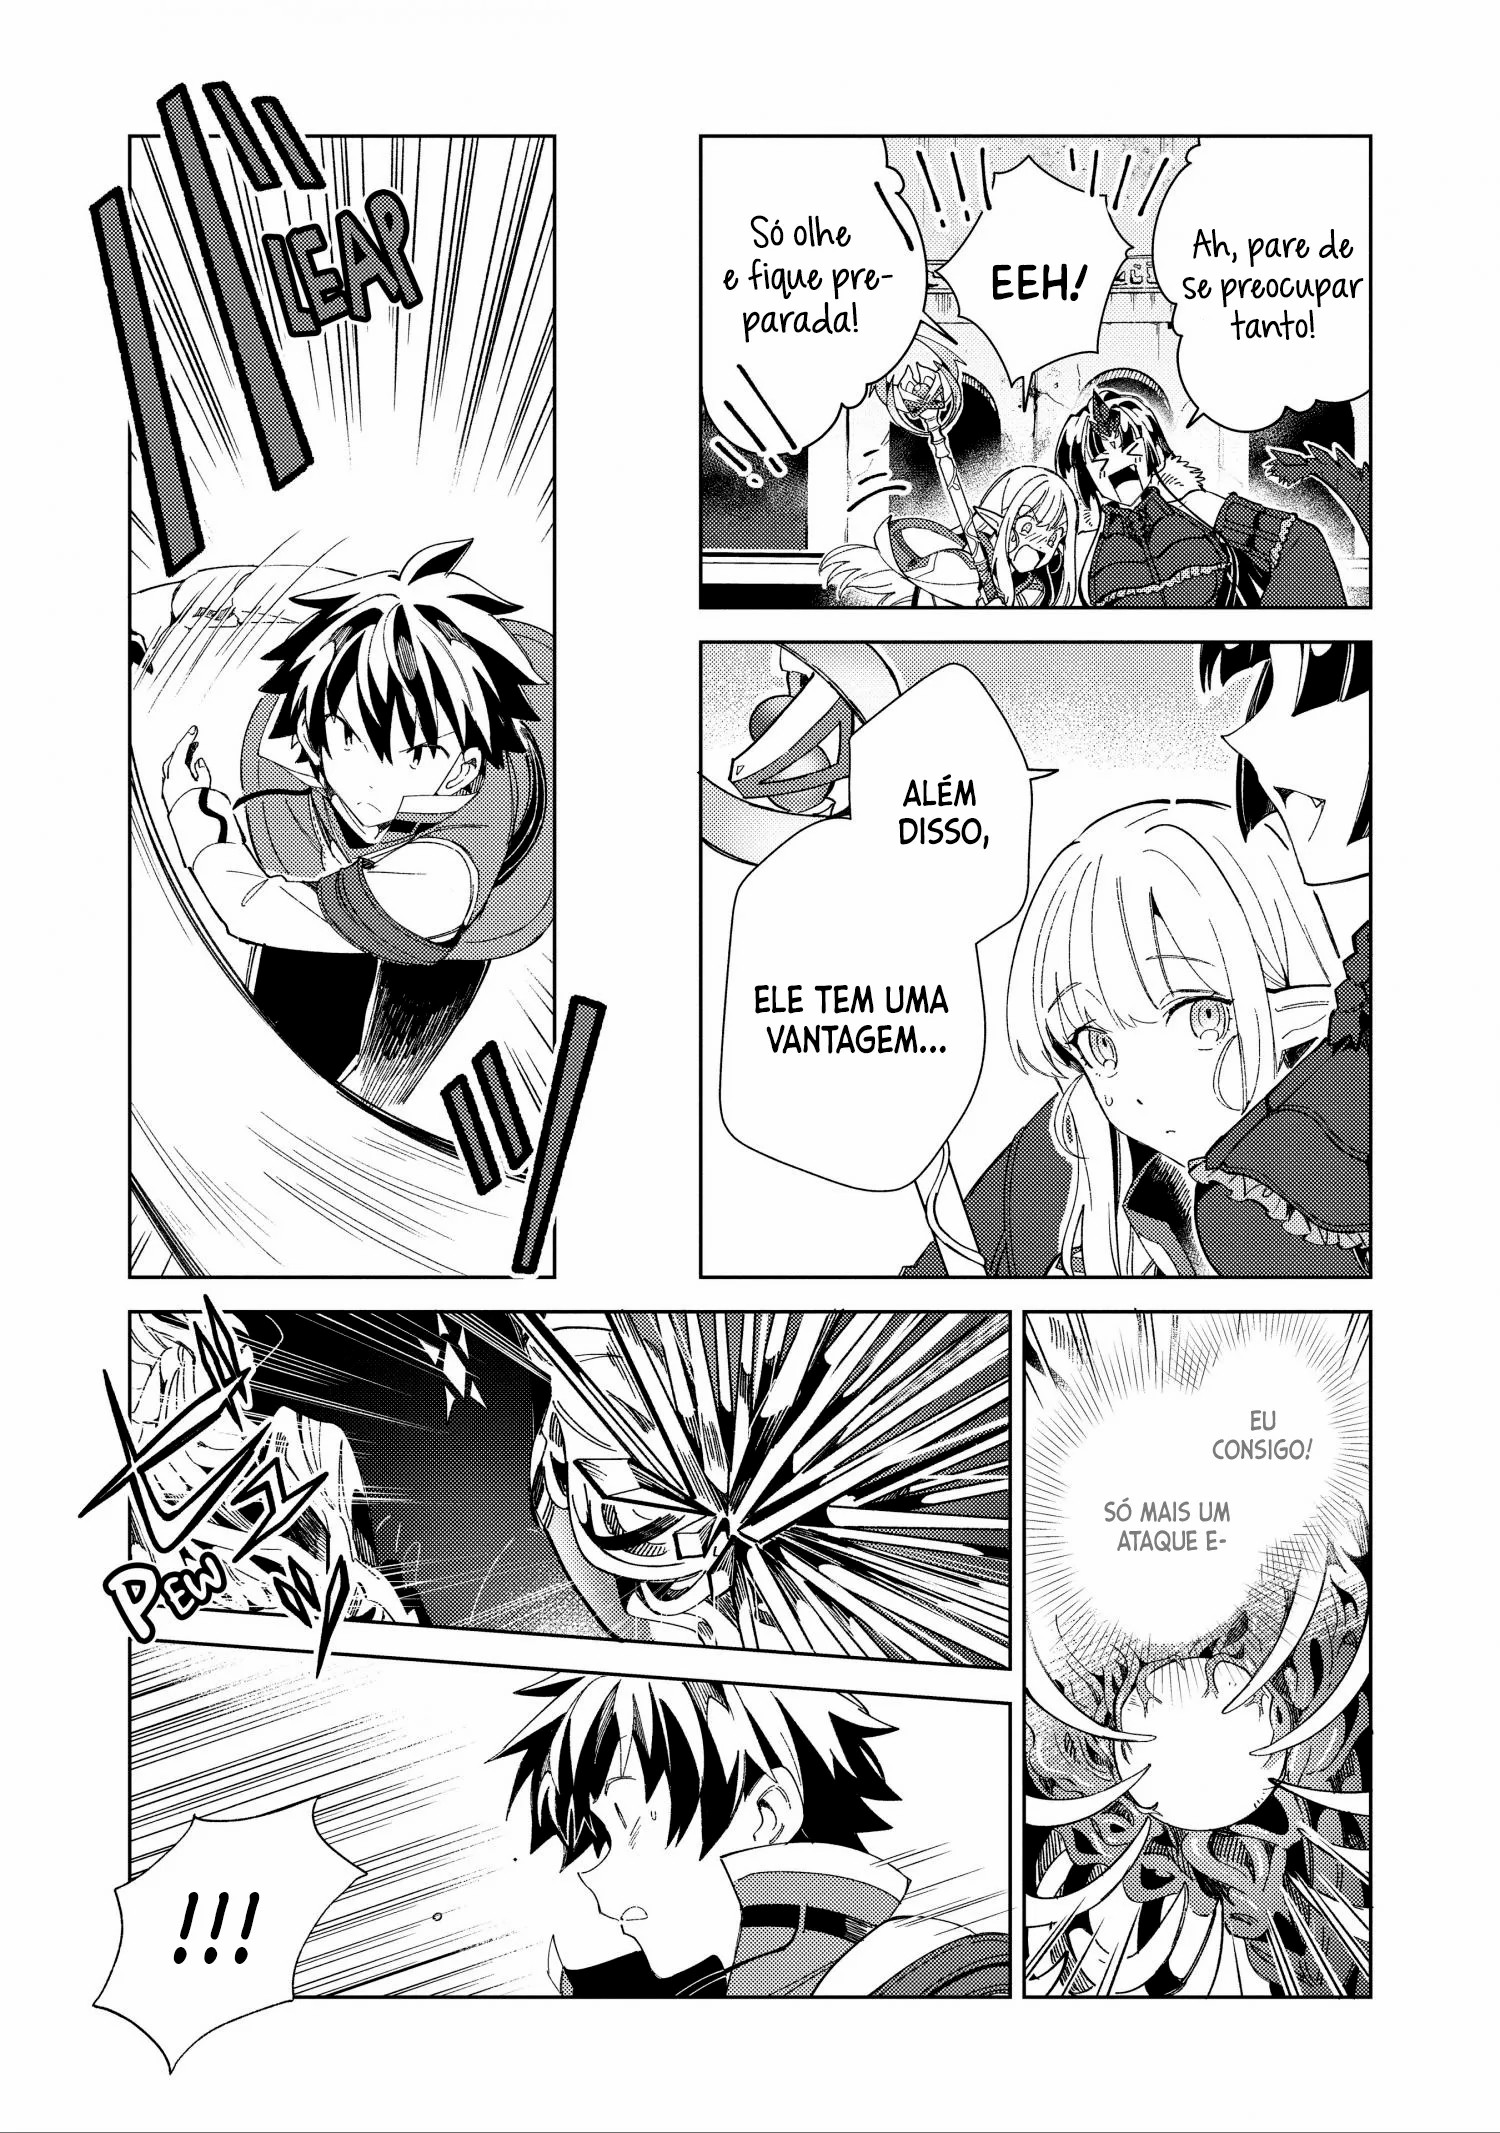 Ah, pare de
se preocupar
tanto!
EEH!
Só olhe
e fique pre-
parada!
ALÉM
DISSO,
ELE TEM UMA
VANTAGEM...
LEAP
EU
CONSIGO!
SÓ MAIS UM
ATAQUE E-
PEW
!!!